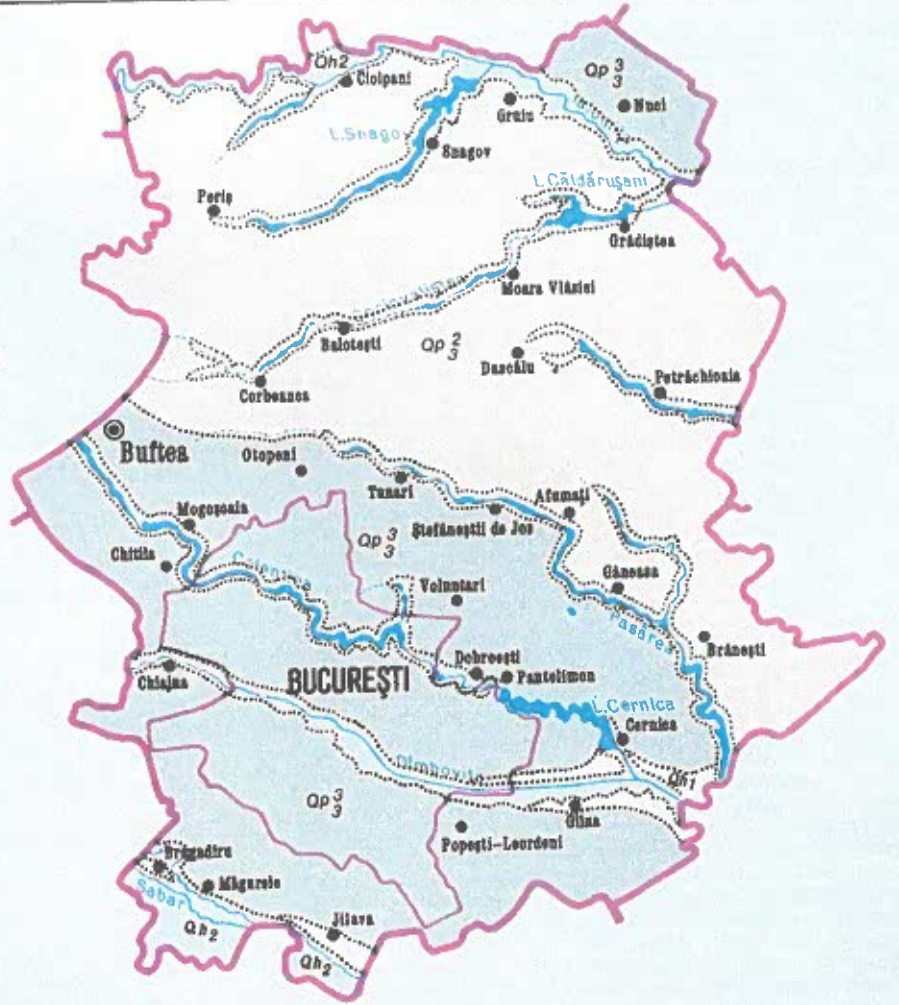 Qh2
Ciolpani
Qp 3 3
Nuci
Gruiu
L.Snagov
Snagov
L.Căldărușani
Periș
Grădiștea
Moara Vlăsiei
Balotești
Qp 2 3
Dascălu
Petrăchioaia
Corbeanca
Buftea
Otopeni
Tunari
Afumați
Mogoșoaia
Ștefăneștii de Jos
Qp 3 3
Chitila
Colentina
Voluntari
Găneasa
Pasărea
Brănești
Dobroești
Pantelimon
BUCUREȘTI
Chiajna
L.Cernica
Cernica
Dîmbovița
Qh1
Qp 3 3
Glina
Popești-Leordeni
Bragadiru
Măgurele
Sabar
Jilava
Qh2
Qh2